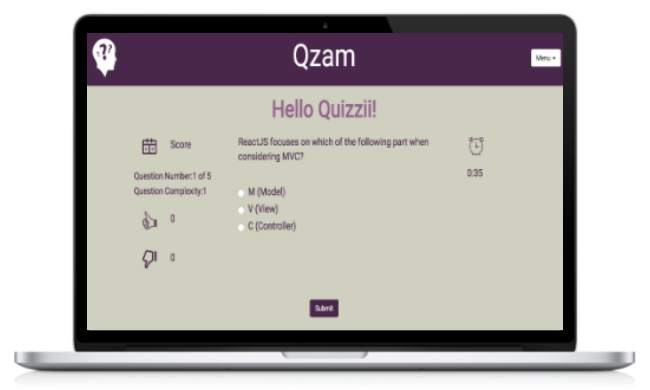 ??
Qzam
Menu
Hello Quizzii!
Score
Question Number:1 of 5
Question Complexity:1
0
0
ReactJS focuses on which of the following part when
considering MVC?
M (Model)
V (View)
C (Controller)
0:35
Submit